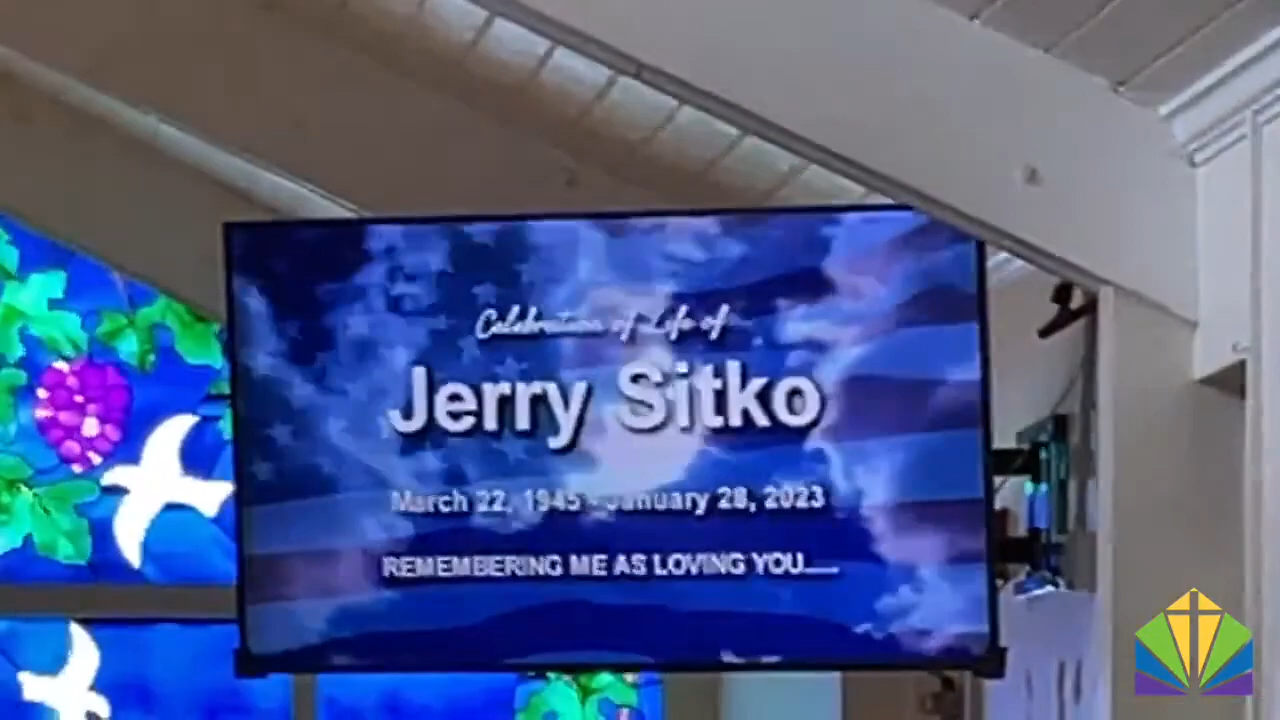 Celebration of Life of
Jerry Sitko
March 22, 1945 - January 28, 2023
REMEMBERING ME AS LOVING YOU.....